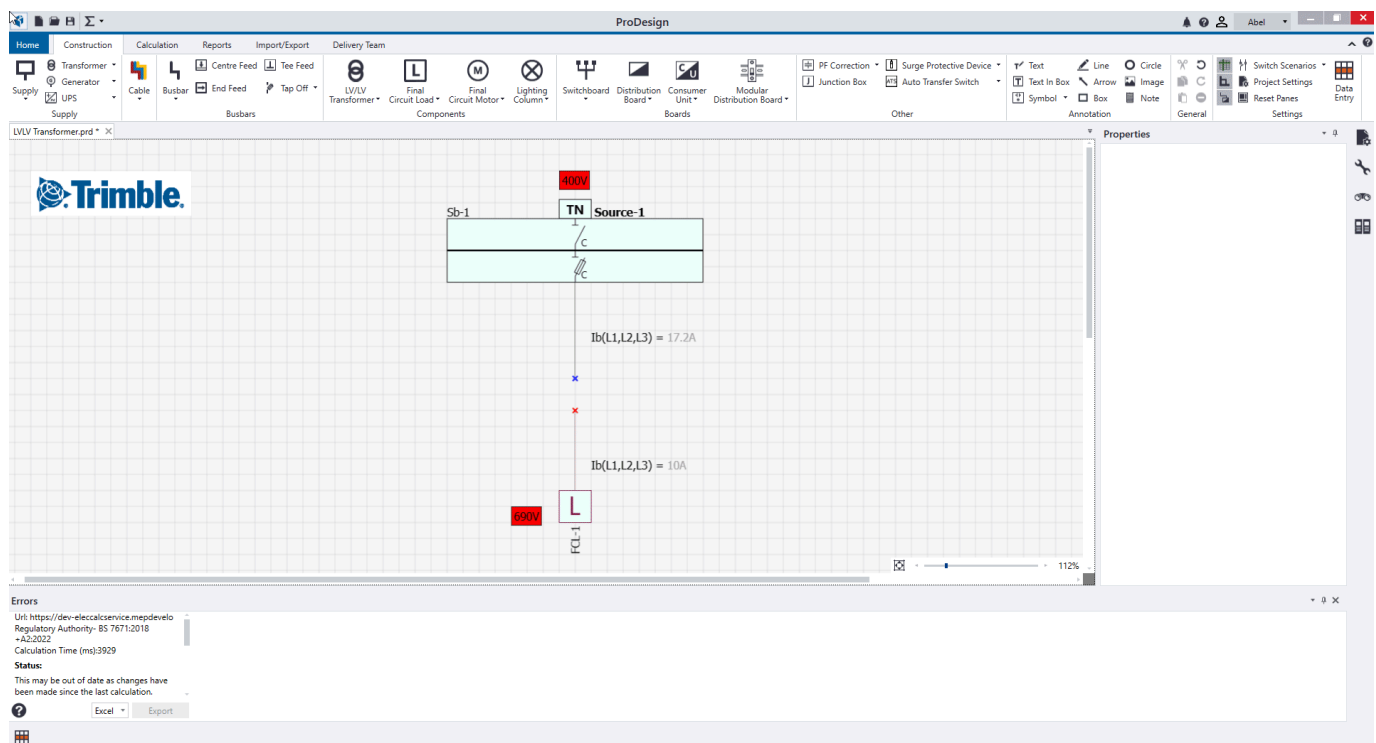 ProDesign
Abel
Home Construction Calculation Reports Import/Export Delivery Team
Supply
Transformer
Generator
UPS
Supply
Cable
Busbar
Centre Feed Tee Feed
End Feed Tap Off
Busbars
LV/LV Transformer
Final Circuit Load
Final Circuit Motor
Lighting Column
Components
Switchboard
Distribution Board
Consumer Unit
Modular Distribution Board
Boards
PF Correction Surge Protective Device
Junction Box Auto Transfer Switch
Other
Text Line Circle
Text In Box Arrow Image
Symbol Box Note
Annotation
General
Switch Scenarios
Project Settings
Reset Panes
Settings
Data Entry
LVLV Transformer.prd *
Properties
Trimble.
400V
Sb-1
TN Source-1
C
C
Ib(L1,L2,L3) = 17.2A
Ib(L1,L2,L3) = 10A
L
690V
FCL-1
112%
Errors
Url: https://dev-eleccalcservice.mepdevelo
Regulatory Authority- BS 7671:2018
+A2:2022
Calculation Time (ms):3929
Status:
This may be out of date as changes have
been made since the last calculation.
Excel Export